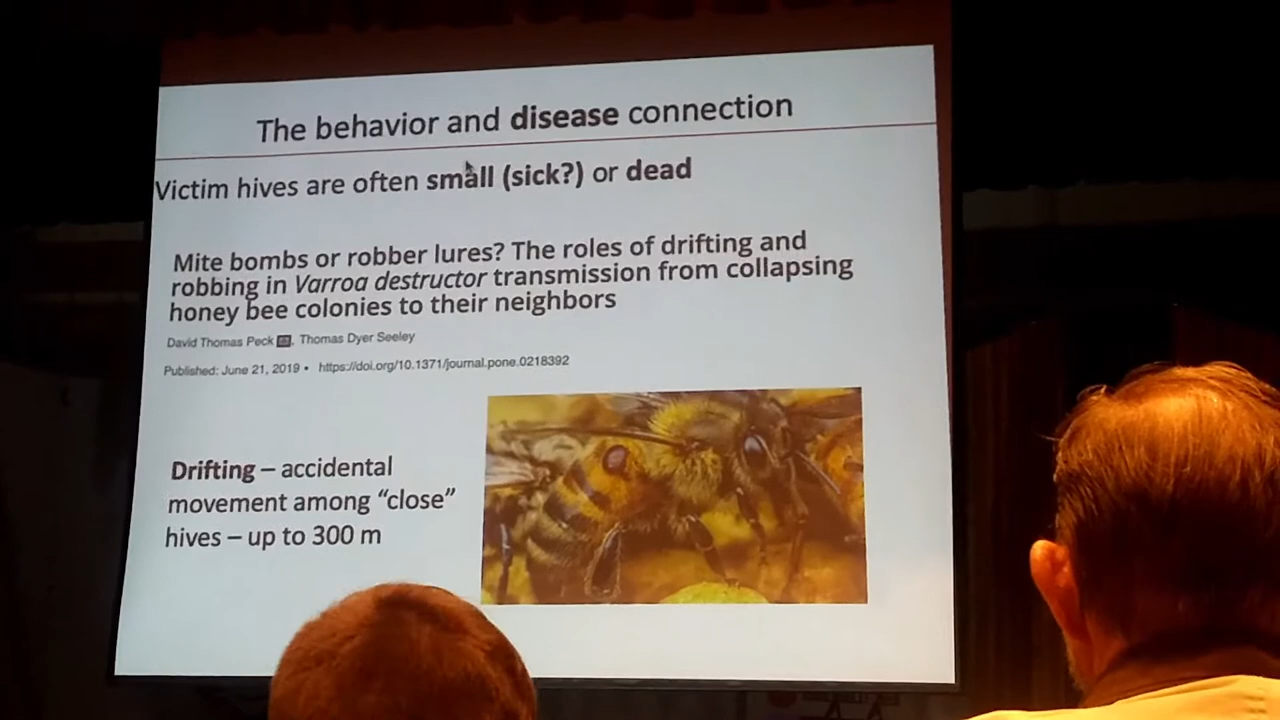 The behavior and disease connection
Victim hives are often small (sick?) or dead
Mite bombs or robber lures? The roles of drifting and
robbing in Varroa destructor transmission from collapsing
honey bee colonies to their neighbors
David Thomas Peck, Thomas Dyer Seeley
Published: June 21, 2019 • https://doi.org/10.1371/journal.pone.0218392
Drifting – accidental
movement among “close”
hives – up to 300 m